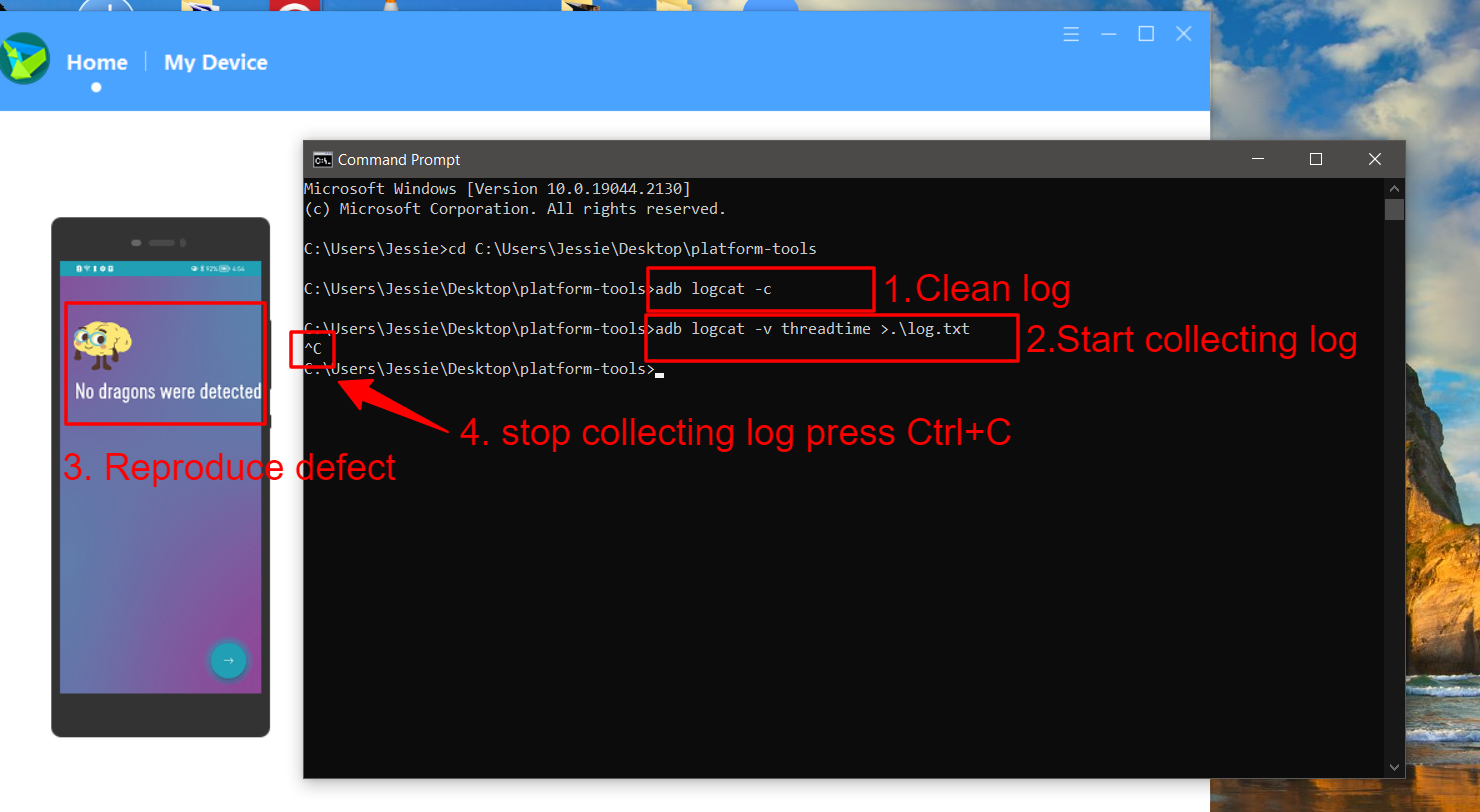 Home
My Device
Command Prompt
Microsoft Windows [Version 10.0.19044.2130]
(c) Microsoft Corporation. All rights reserved.
C:\Users\Jessie>cd C:\Users\Jessie\Desktop\platform-tools
C:\Users\Jessie\Desktop\platform-tools>adb logcat -c
1.Clean log
C:\Users\Jessie\Desktop\platform-tools>adb logcat -v threadtime >.\log.txt
2.Start collecting log
^C
C:\Users\Jessie\Desktop\platform-tools>
92% 4:54
No dragons were detected
3. Reproduce defect
4. stop collecting log press Ctrl+C